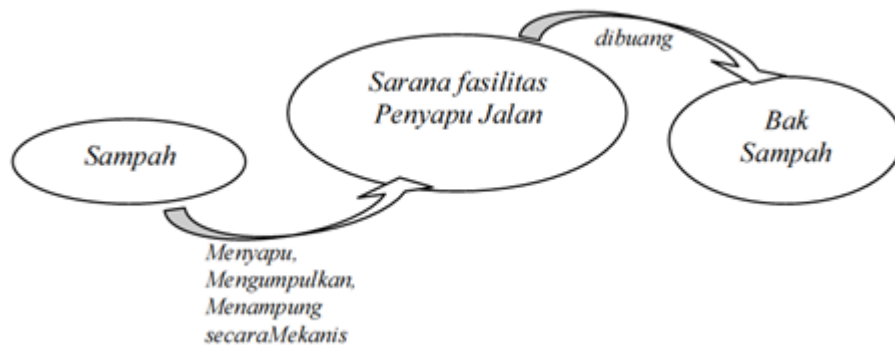 Sampah
Menyapu,
Mengumpulkan,
Menampung
secaraMekanis
Sarana fasilitas
Penyapu Jalan
dibuang
Bak
Sampah